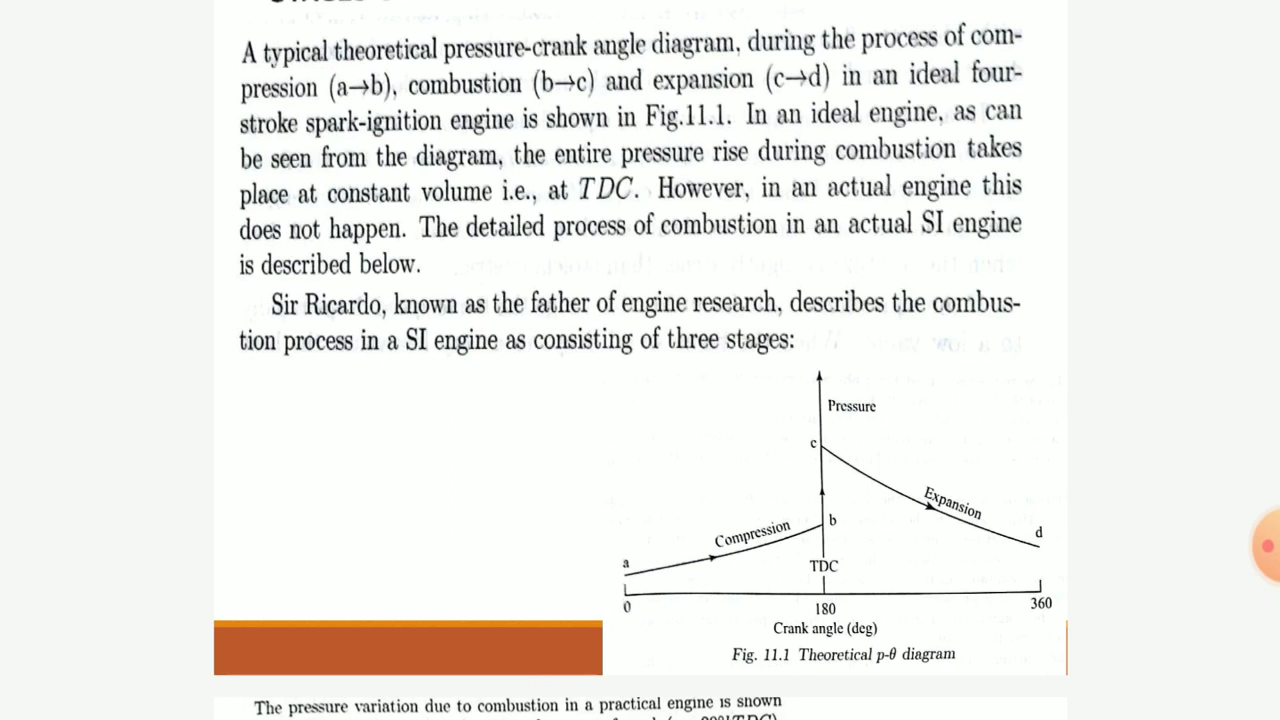 A typical theoretical pressure-crank angle diagram, during the process of com-
pression (a→b), combustion (b→c) and expansion (c→d) in an ideal four-
stroke spark-ignition engine is shown in Fig.11.1. In an ideal engine, as can
be seen from the diagram, the entire pressure rise during combustion takes
place at constant volume i.e., at TDC. However, in an actual engine this
does not happen. The detailed process of combustion in an actual SI engine
is described below.
Sir Ricardo, known as the father of engine research, describes the combus-
tion process in a SI engine as consisting of three stages:
Pressure
c
Expansion
b
d
Compression
a
TDC
0
180
360
Crank angle (deg)
Fig. 11.1 Theoretical p-θ diagram
The pressure variation due to combustion in a practical engine is shown